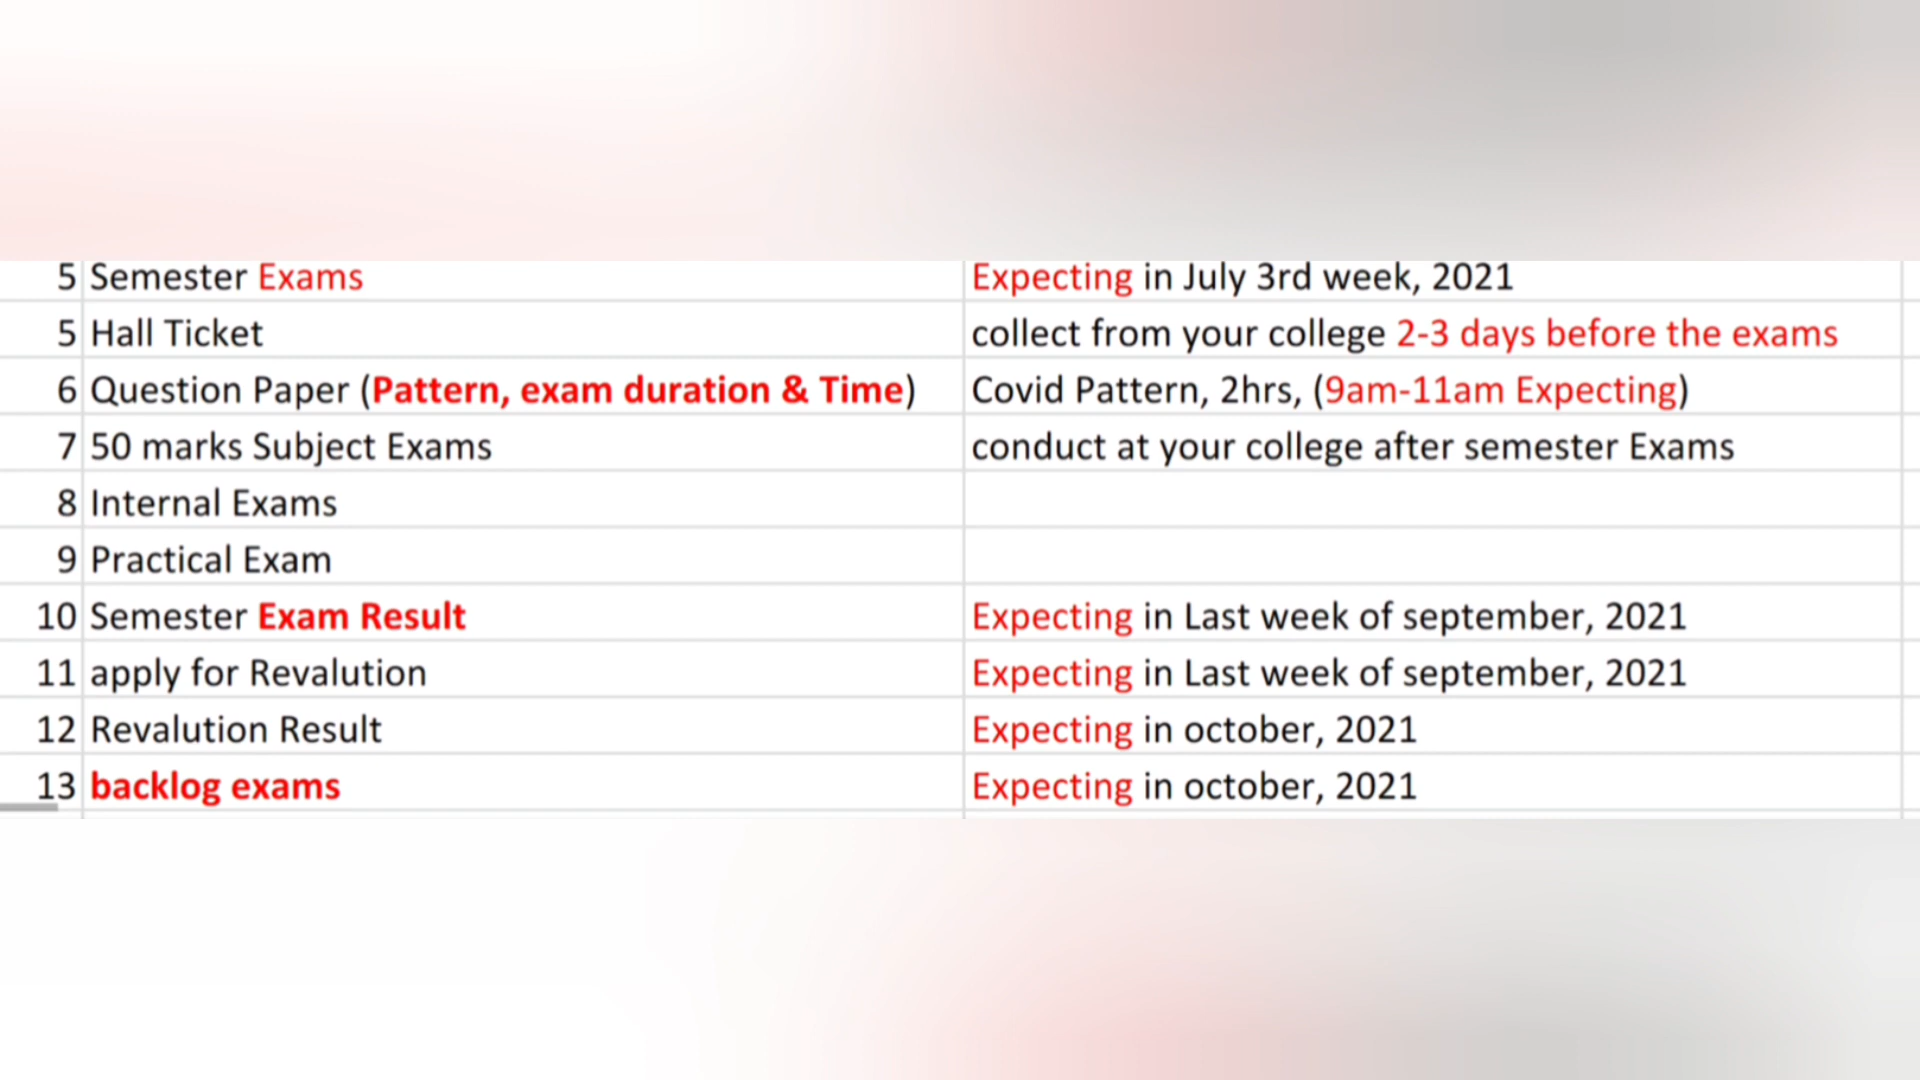 5 Semester Exams Expecting in July 3rd week, 2021
5 Hall Ticket collect from your college 2-3 days before the exams
6 Question Paper (Pattern, exam duration & Time) Covid Pattern, 2hrs, (9am-11am Expecting)
7 50 marks Subject Exams conduct at your college after semester Exams
8 Internal Exams
9 Practical Exam
10 Semester Exam Result Expecting in Last week of september, 2021
11 apply for Revalution Expecting in Last week of september, 2021
12 Revalution Result Expecting in october, 2021
13 backlog exams Expecting in october, 2021